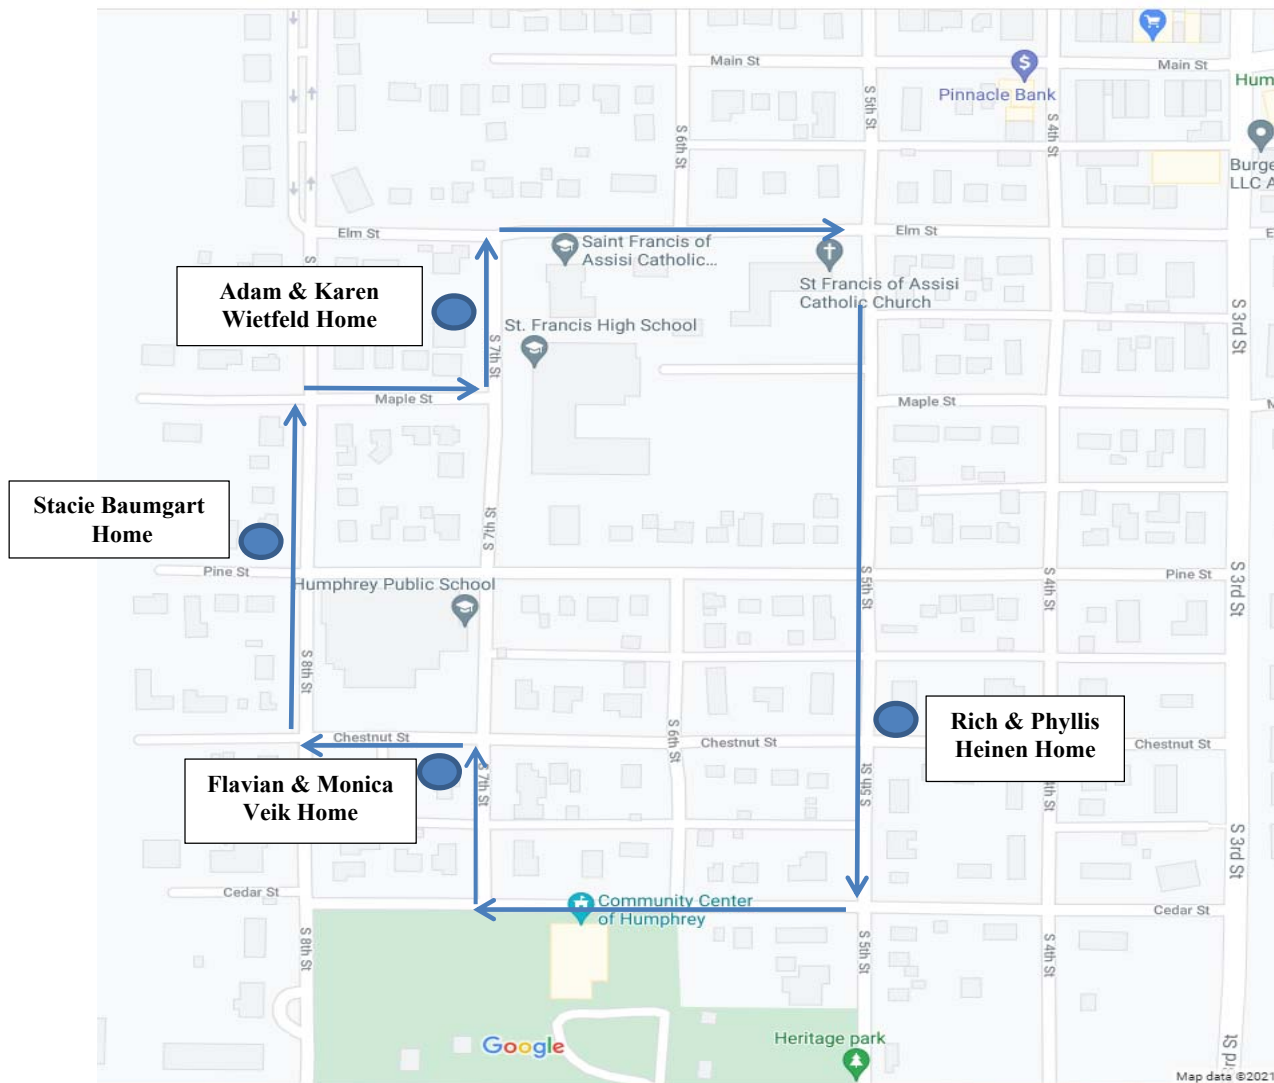 Main St
Main St
Pinnacle Bank
Hum
S 6th St
S 5th St
S 4th St
Burge
LLC A
Elm St
Saint Francis of
Assisi Catholic...
Elm St
E
S
Adam & Karen
Wietfeld Home
St Francis of Assisi
Catholic Church
St. Francis High School
S 7th St
S 3rd St
Maple St
Maple St
M
Stacie Baumgart
Home
S 7th St
Pine St
Humphrey Public School
S 5th St
S 4th St
Pine St
S 3rd St
S 8th St
Rich & Phyllis
Heinen Home
Chestnut St
S 6th St
Chestnut St
Chestnut St
Flavian & Monica
Veik Home
S 7th St
S 5th St
4th St
S 3rd St
Cedar St
Community Center
of Humphrey
Cedar St
S 8th St
S 5th St
S 4th St
Google
Heritage park
3rd St
Map data ©2021